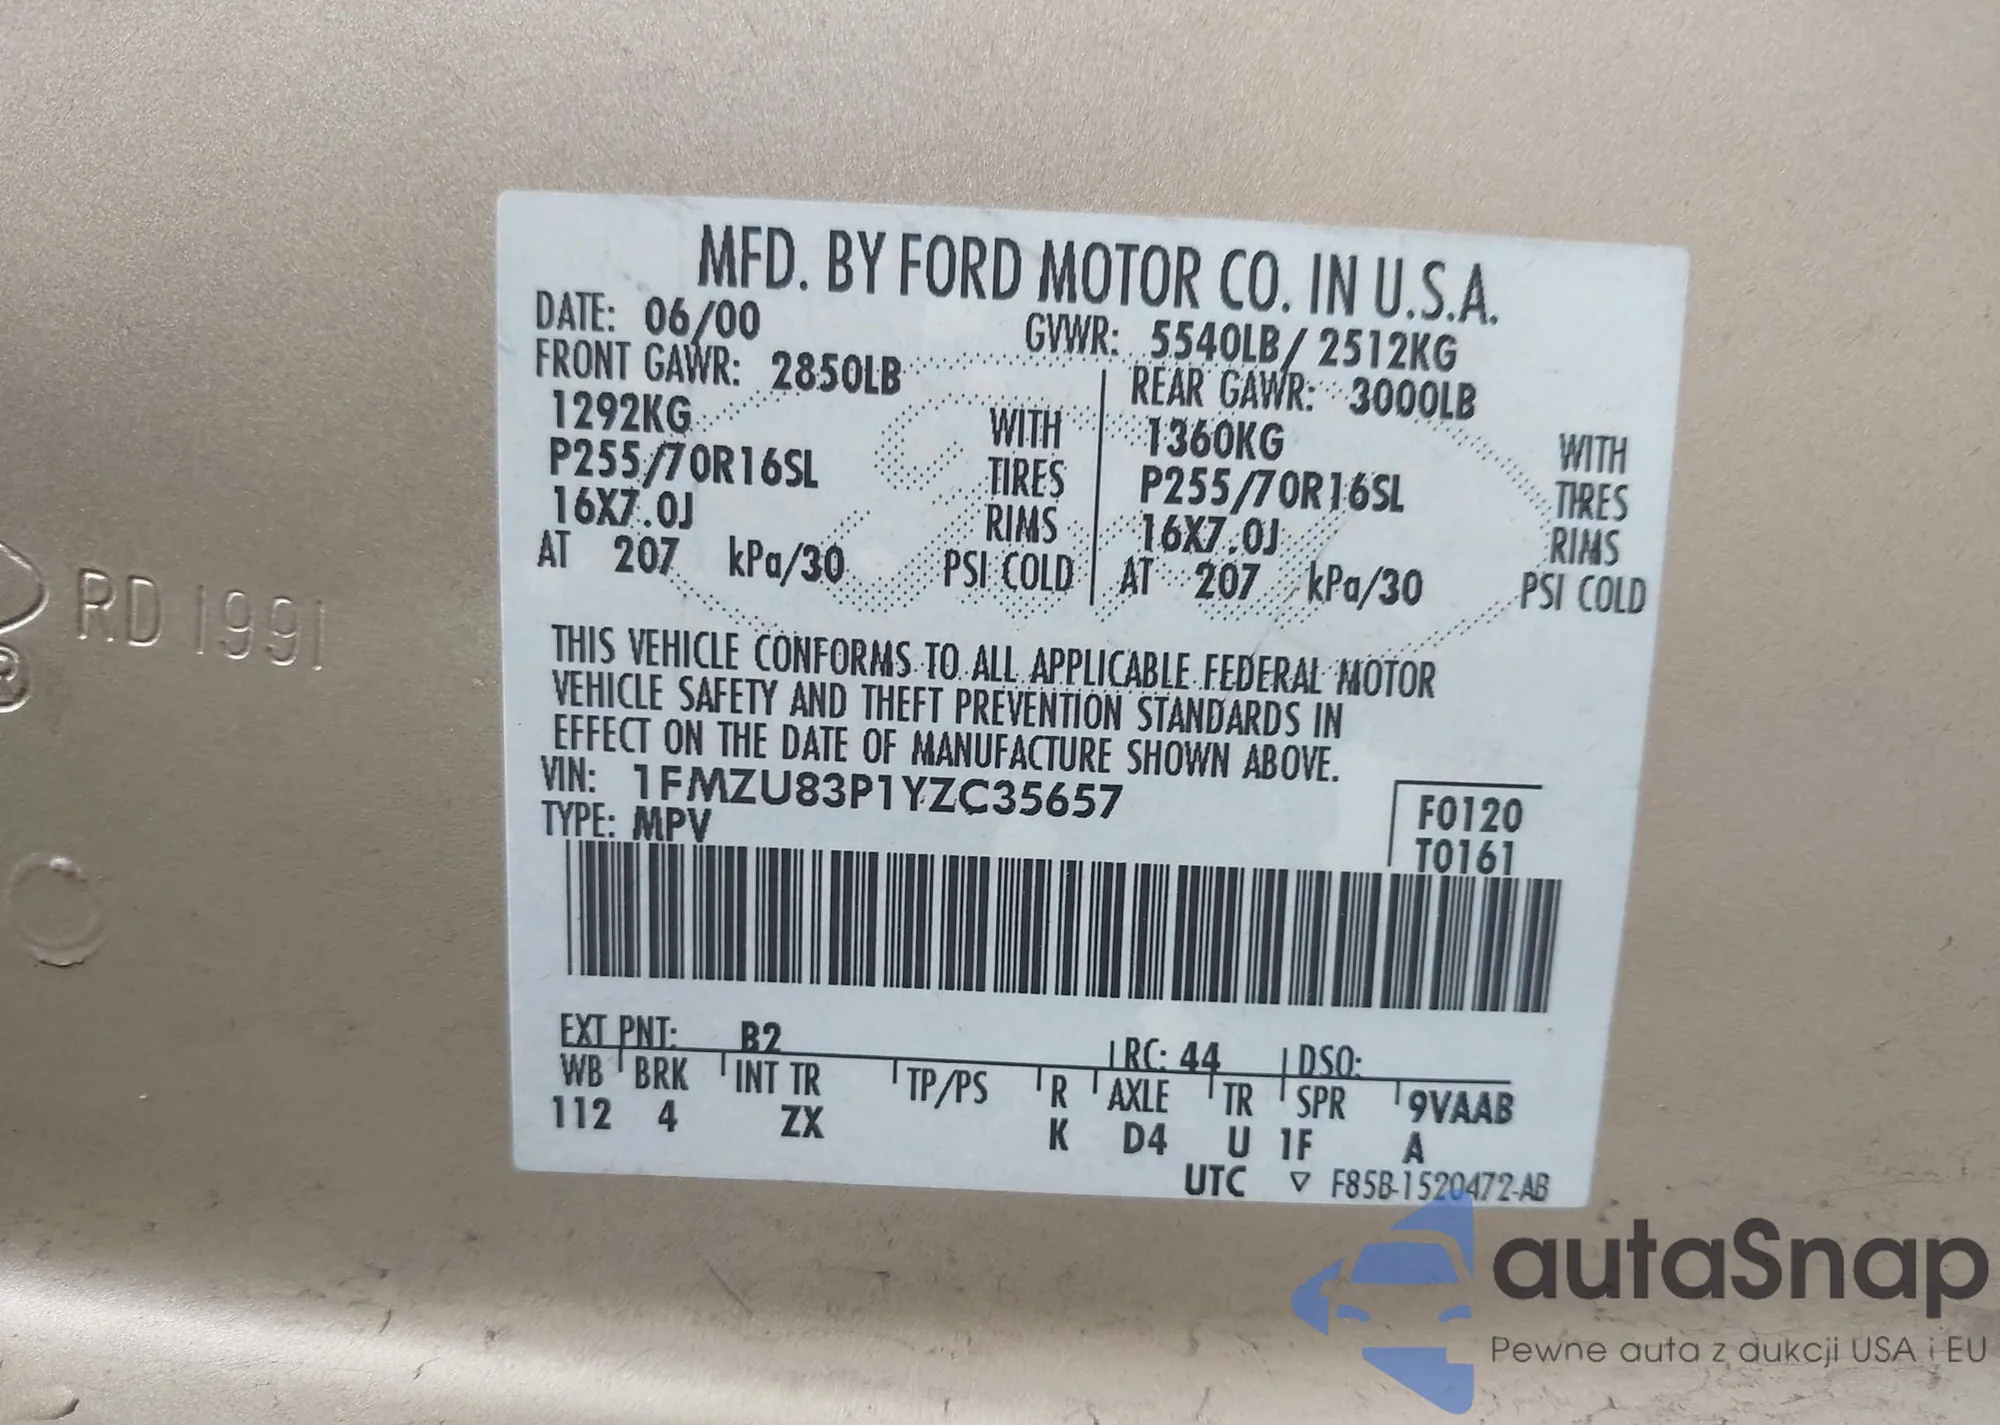 MFD. BY FORD MOTOR CO. IN U.S.A.
DATE: 06/00 GVWR: 5540LB/ 2512KG
FRONT GAWR: 2850LB REAR GAWR: 3000LB
1292KG WITH 1360KG WITH
P255/70R16SL TIRES P255/70R16SL TIRES
16X7.0J RIMS 16X7.0J RIMS
AT 207 kPa/30 PSI COLD AT 207 kPa/30 PSI COLD
THIS VEHICLE CONFORMS TO ALL APPLICABLE FEDERAL MOTOR
VEHICLE SAFETY AND THEFT PREVENTION STANDARDS IN
EFFECT ON THE DATE OF MANUFACTURE SHOWN ABOVE.
VIN: 1FMZU83P1YZC35657
TYPE: MPV
F0120
T0161
EXT PNT: B2 RC: 44 DSO:
WB BRK INT TR TP/PS R AXLE TR SPR 9VAAB
112 4 ZX K D4 U 1F A
UTC ▽ F85B-1520472-AB
RD 1991
R
C
autaSnap
Pewne auta z dukcji USA i EU